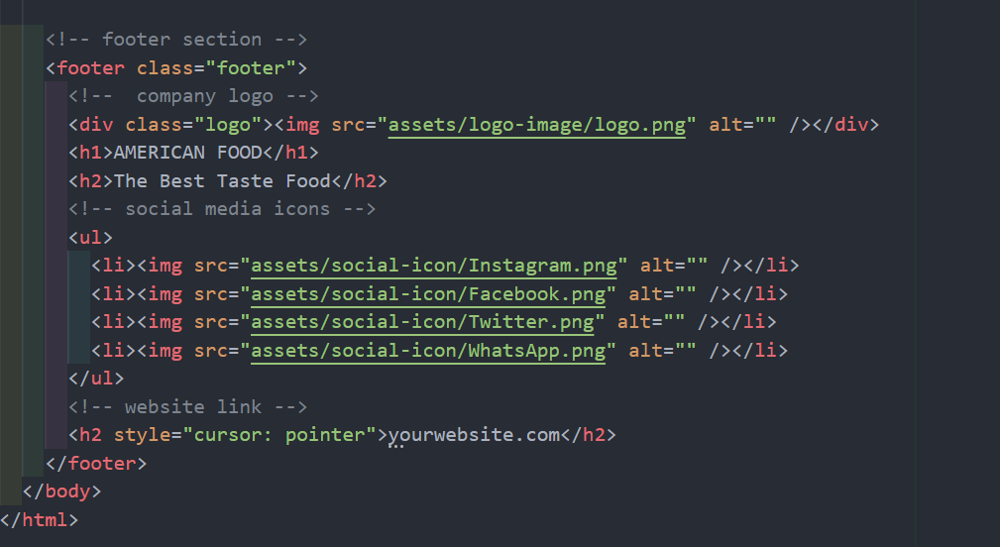 <!-- footer section -->
<footer class="footer">
<!--  company logo -->
<div class="logo"><img src="assets/logo-image/logo.png" alt="" /></div>
<h1>AMERICAN FOOD</h1>
<h2>The Best Taste Food</h2>
<!-- social media icons -->
<ul>
<li><img src="assets/social-icon/Instagram.png" alt="" /></li>
<li><img src="assets/social-icon/Facebook.png" alt="" /></li>
<li><img src="assets/social-icon/Twitter.png" alt="" /></li>
<li><img src="assets/social-icon/WhatsApp.png" alt="" /></li>
</ul>
<!-- website link -->
<h2 style="cursor: pointer">yourwebsite.com</h2>
</footer>
</body>
</html>